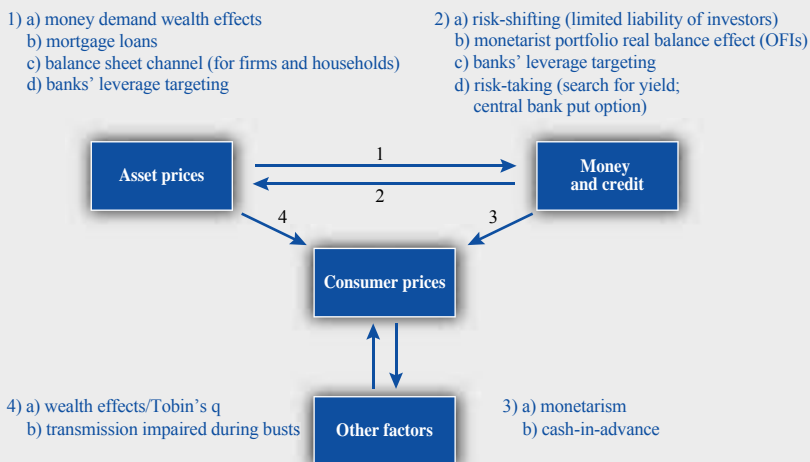 1) a) money demand wealth effects
b) mortgage loans
c) balance sheet channel (for firms and households)
d) banks’ leverage targeting
2) a) risk-shifting (limited liability of investors)
b) monetarist portfolio real balance effect (OFIs)
c) banks’ leverage targeting
d) risk-taking (search for yield;
central bank put option)
Asset prices
1
2
Money
and credit
4
3
Consumer prices
4) a) wealth effects/Tobin’s q
b) transmission impaired during busts
Other factors
3) a) monetarism
b) cash-in-advance